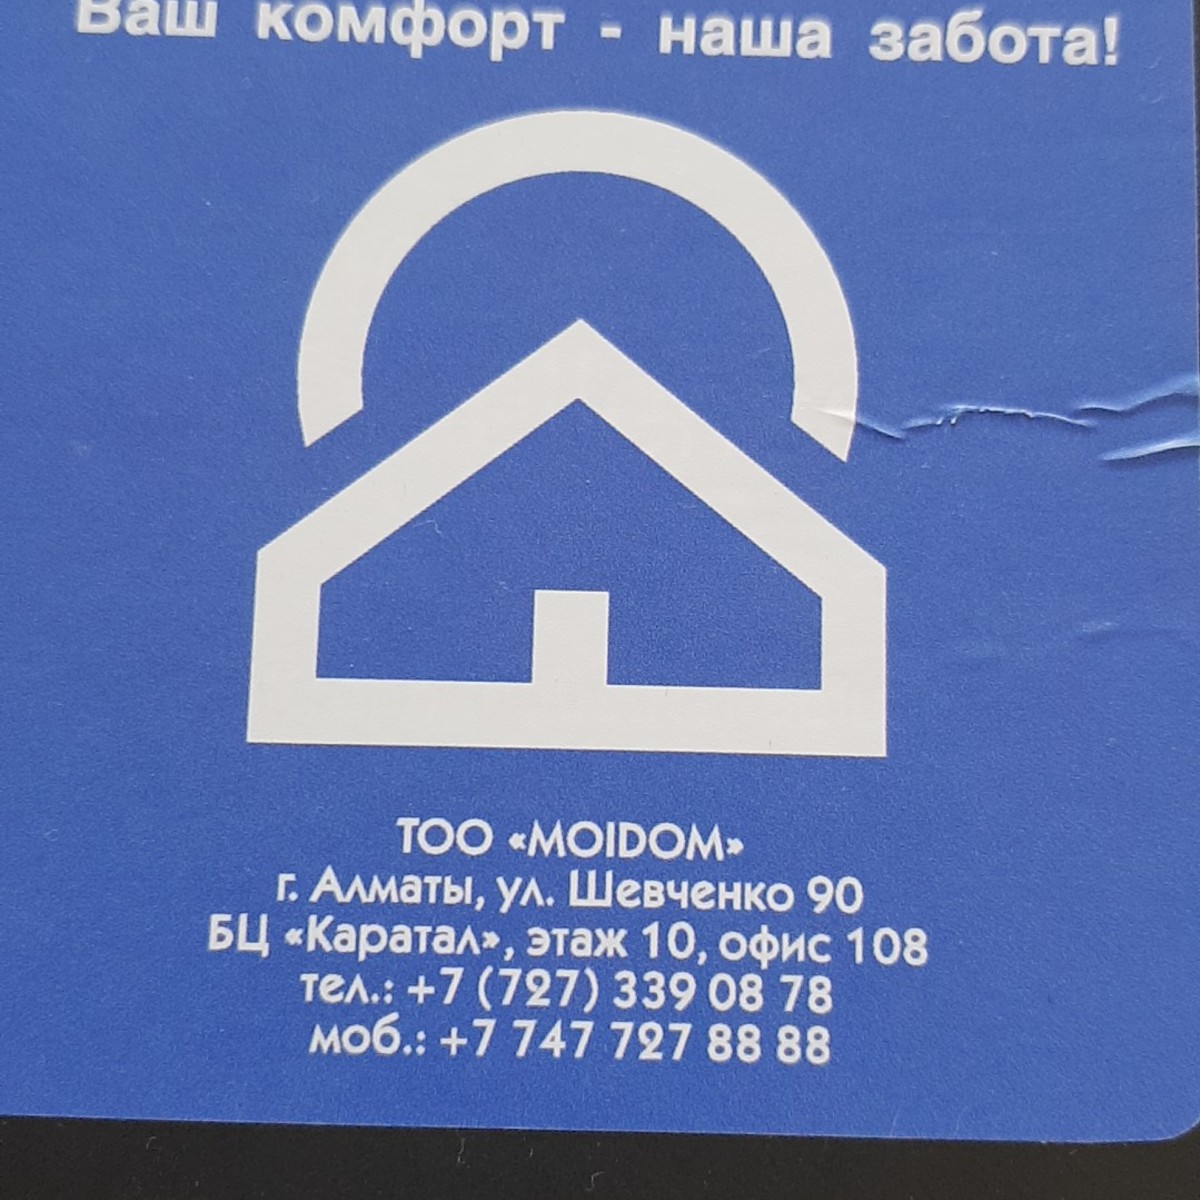 Ваш комфорт - наша забота!
ТОО «MOIDOM»
г. Алматы, ул. Шевченко 90
БЦ «Каратал», этаж 10, офис 108
тел.: +7 (727) 339 08 78
моб.: +7 747 727 88 88